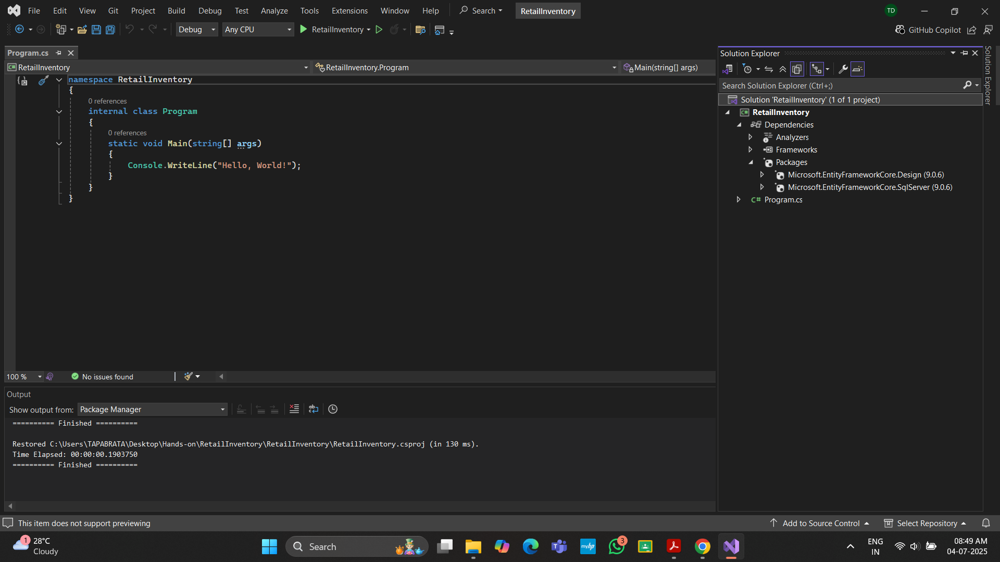 File Edit View Git Project Build Debug Test Analyze Tools Extensions Window Help Search RetailInventory TD
Debug Any CPU RetailInventory GitHub Copilot
Program.cs
RetailInventory RetailInventory.Program Main(string[] args)
namespace RetailInventory
{
0 references
internal class Program
{
0 references
static void Main(string[] args)
{
Console.WriteLine("Hello, World!");
}
}
}
100 % No issues found
Output
Show output from: Package Manager
========== Finished ==========
Restored C:\Users\TAPABRATA\Desktop\Hands-on\RetailInventory\RetailInventory\RetailInventory.csproj (in 130 ms).
Time Elapsed: 00:00:00.1903750
========== Finished ==========
Solution Explorer
Search Solution Explorer (Ctrl+;)
Solution 'RetailInventory' (1 of 1 project)
C# RetailInventory
Dependencies
Analyzers
Frameworks
Packages
Microsoft.EntityFrameworkCore.Design (9.0.6)
Microsoft.EntityFrameworkCore.SqlServer (9.0.6)
C# Program.cs
Solution Explorer
This item does not support previewing Add to Source Control Select Repository
1 28°C
Cloudy
Search
myhp
3
ENG
IN
08:49 AM
04-07-2025